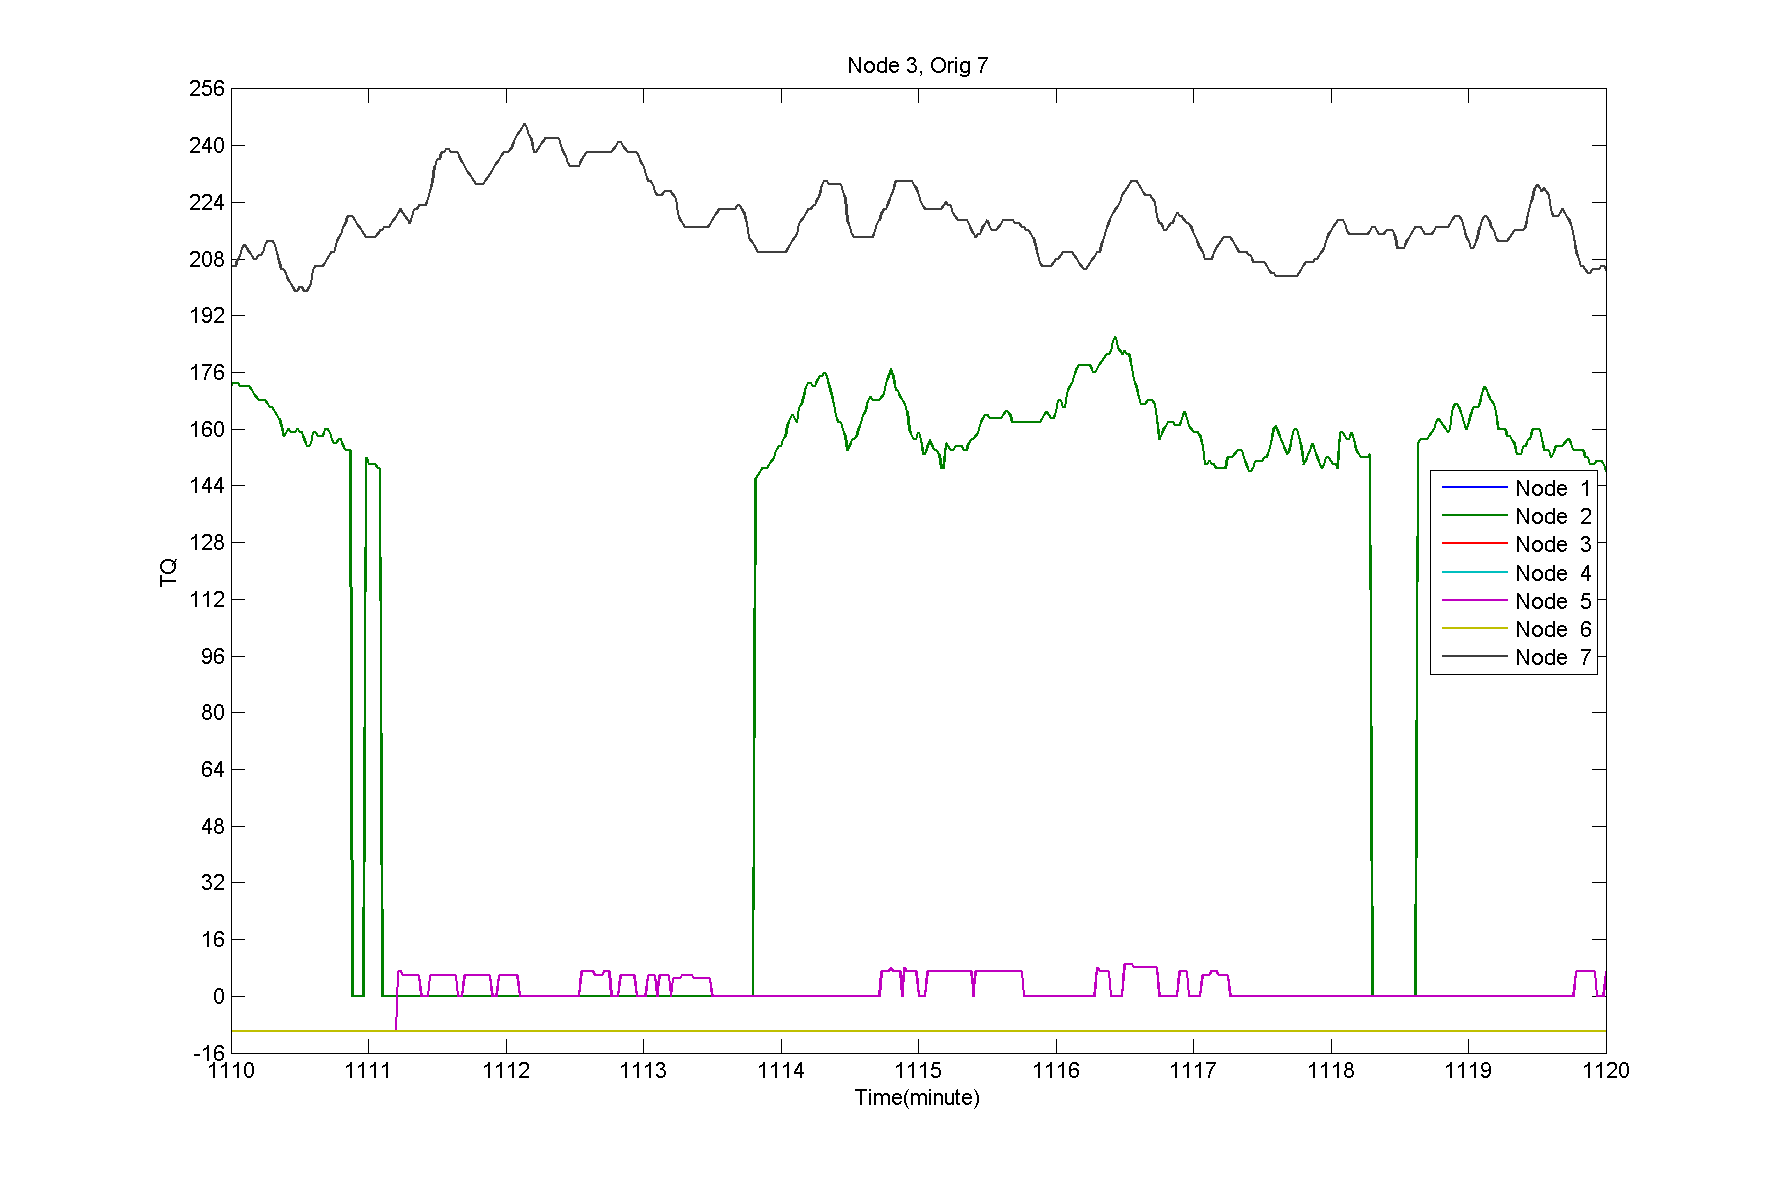 Node 3, Orig 7
256
240
224
208
192
176
160
144
128
112
96
80
64
48
32
16
0
-16
TQ
Node 1
Node 2
Node 3
Node 4
Node 5
Node 6
Node 7
1110 1111 1112 1113 1114 1115 1116 1117 1118 1119 1120
Time(minute)